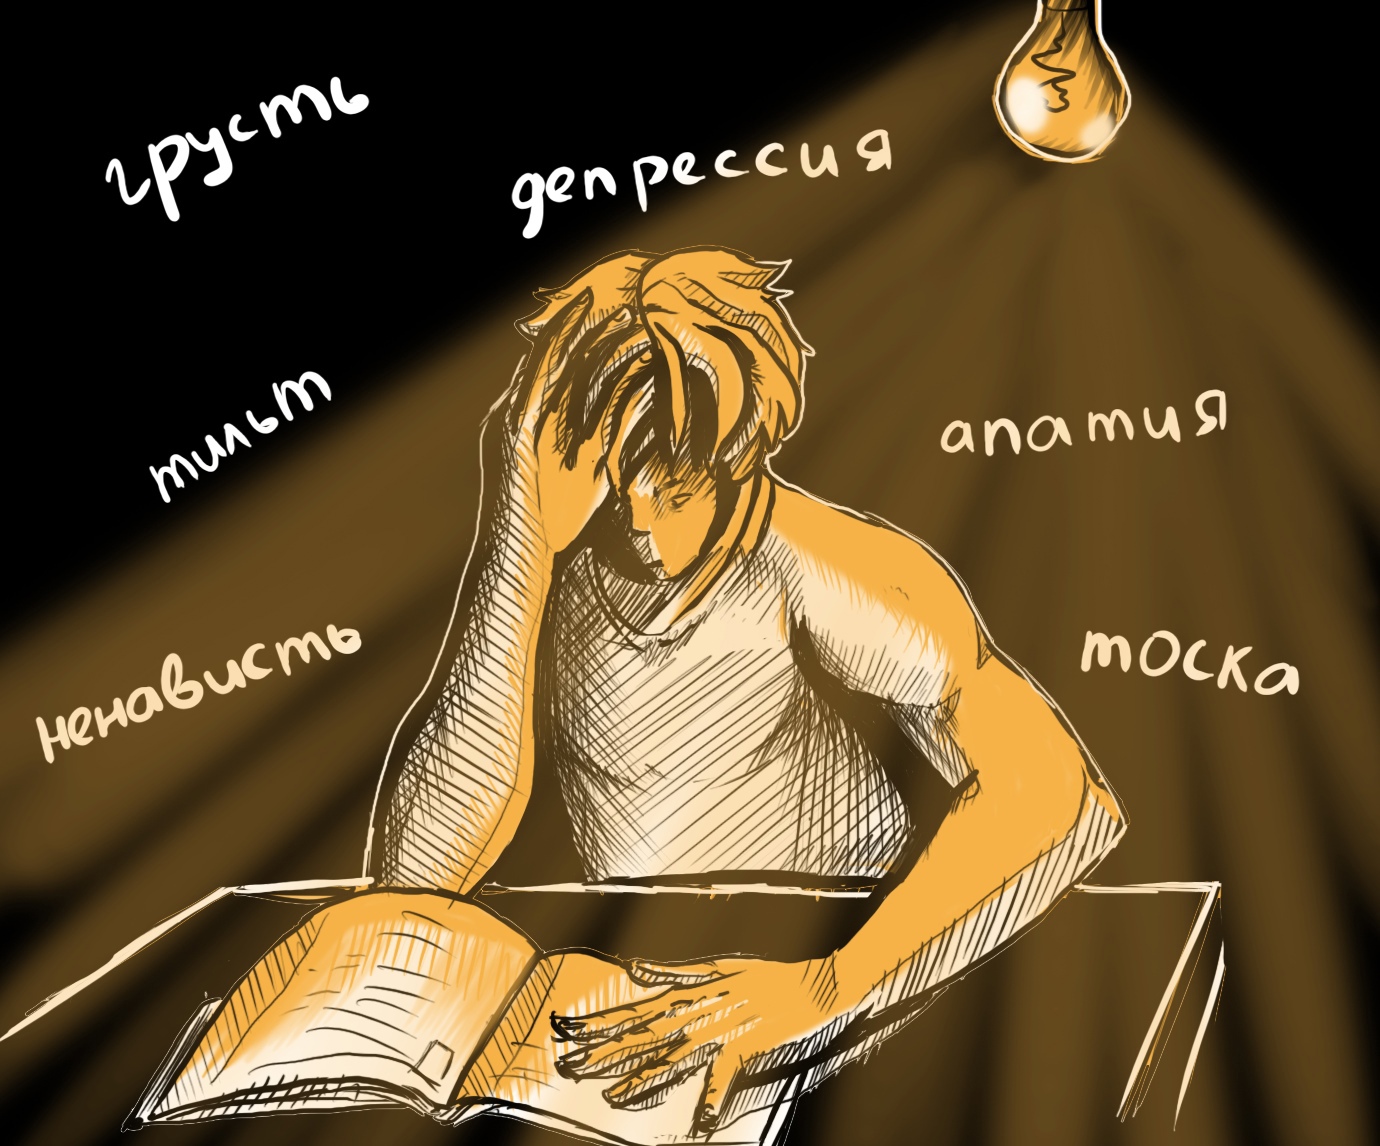 грусть
депрессия
тильт
апатия
ненависть
тоска